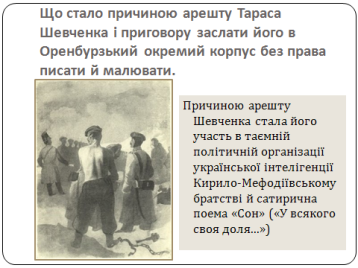 Що стало причиною арешту Тараса
Шевченка і приговору заслати його в
Оренбурзький окремий корпус без права
писати й малювати.
Причиною арешту
Шевченка стала його
участь в таємній
політичній організації
української інтелігенції
Кирило-Мефодіївському
братстві й сатирична
поема «Сон» («У всякого
своя доля...»)